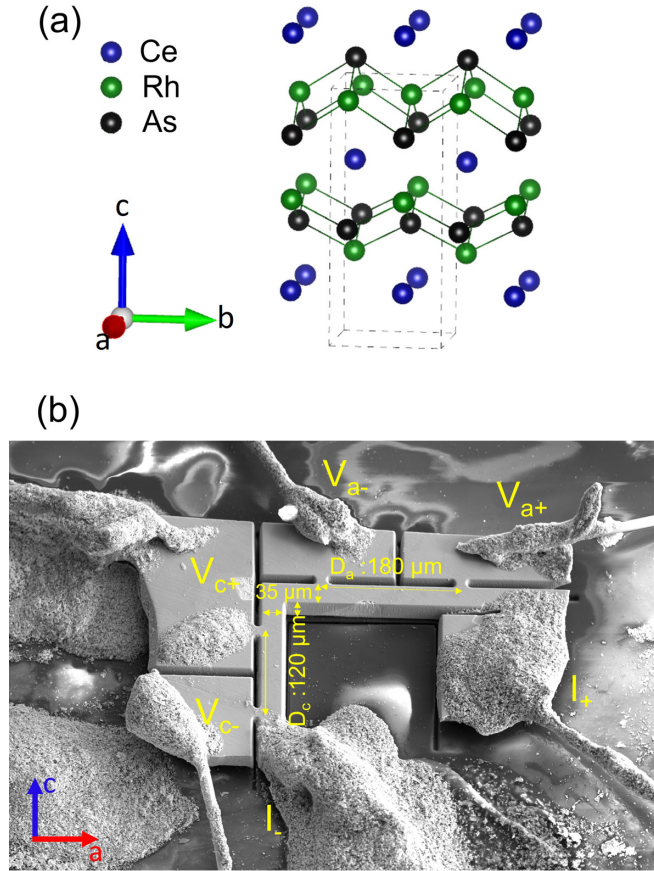 (a)
Ce
Rh
As
c
b
a
(b)
Va-
Va+
Da :180 μm
Vc+
35 μm
Dc :120 μm
Vc-
I+
I-
c
a